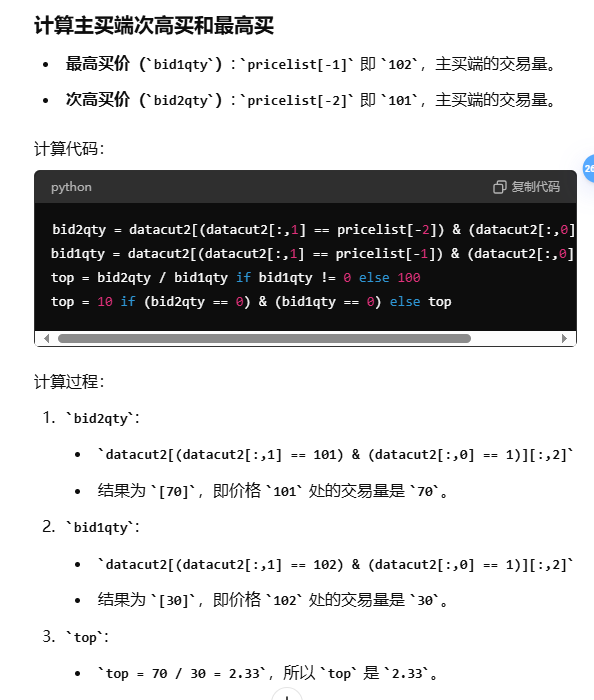 计算主买端次高买和最高买
• 最高买价（`bid1qty`）：`pricelist[-1]` 即 `102`，主买端的交易量。
• 次高买价（`bid2qty`）：`pricelist[-2]` 即 `101`，主买端的交易量。
计算代码：
26
python 复制代码
bid2qty = datacut2[(datacut2[:,1] == pricelist[-2]) & (datacut2[:,0]
bid1qty = datacut2[(datacut2[:,1] == pricelist[-1]) & (datacut2[:,0]
top = bid2qty / bid1qty if bid1qty != 0 else 100
top = 10 if (bid2qty == 0) & (bid1qty == 0) else top
计算过程：
1. `bid2qty`：
• `datacut2[(datacut2[:,1] == 101) & (datacut2[:,0] == 1)][:,2]`
• 结果为 `[70]`，即价格 `101` 处的交易量是 `70`。
2. `bid1qty`：
• `datacut2[(datacut2[:,1] == 102) & (datacut2[:,0] == 1)][:,2]`
• 结果为 `[30]`，即价格 `102` 处的交易量是 `30`。
3. `top`：
• `top = 70 / 30 = 2.33`，所以 `top` 是 `2.33`。